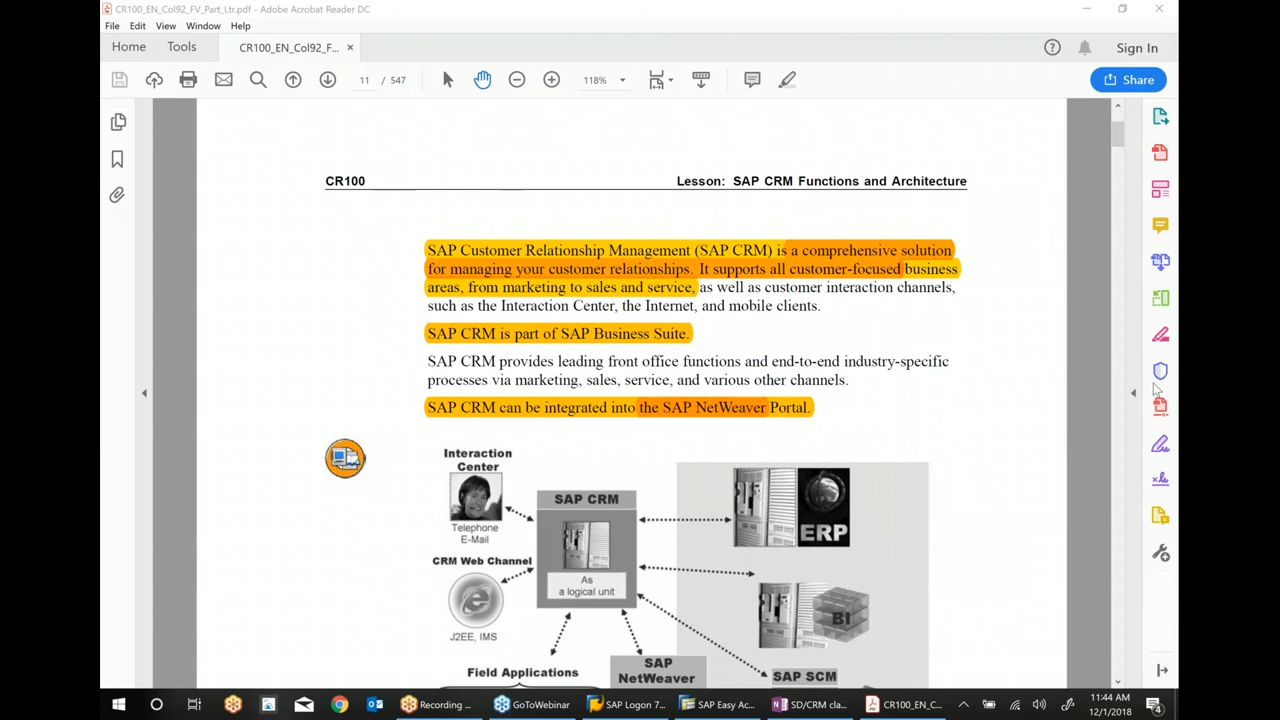 CR100_EN_Col92_FV_Part_Ltr.pdf - Adobe Acrobat Reader DC
File Edit View Window Help
Home Tools CR100_EN_Col92_F... × Sign In
11 / 547 118% Share
CR100 Lesson: SAP CRM Functions and Architecture
SAP Customer Relationship Management (SAP CRM) is a comprehensive solution
for managing your customer relationships. It supports all customer-focused business
areas, from marketing to sales and service, as well as customer interaction channels,
such as the Interaction Center, the Internet, and mobile clients.
SAP CRM is part of SAP Business Suite.
SAP CRM provides leading front office functions and end-to-end industry-specific
processes via marketing, sales, service, and various other channels.
SAP CRM can be integrated into the SAP NetWeaver Portal.
Interaction
Center
Telephone
E-Mail
CRM Web Channel
J2EE, IMS
SAP CRM
As
a logical unit
ERP
BI
Field Applications
SAP
NetWeaver
SAP SCM
Recording ... GoToWebinar SAP Logon 7... SAP Easy Ac... SD/CRM cla... CR100_EN_C...
11:44 AM
12/1/2018
4